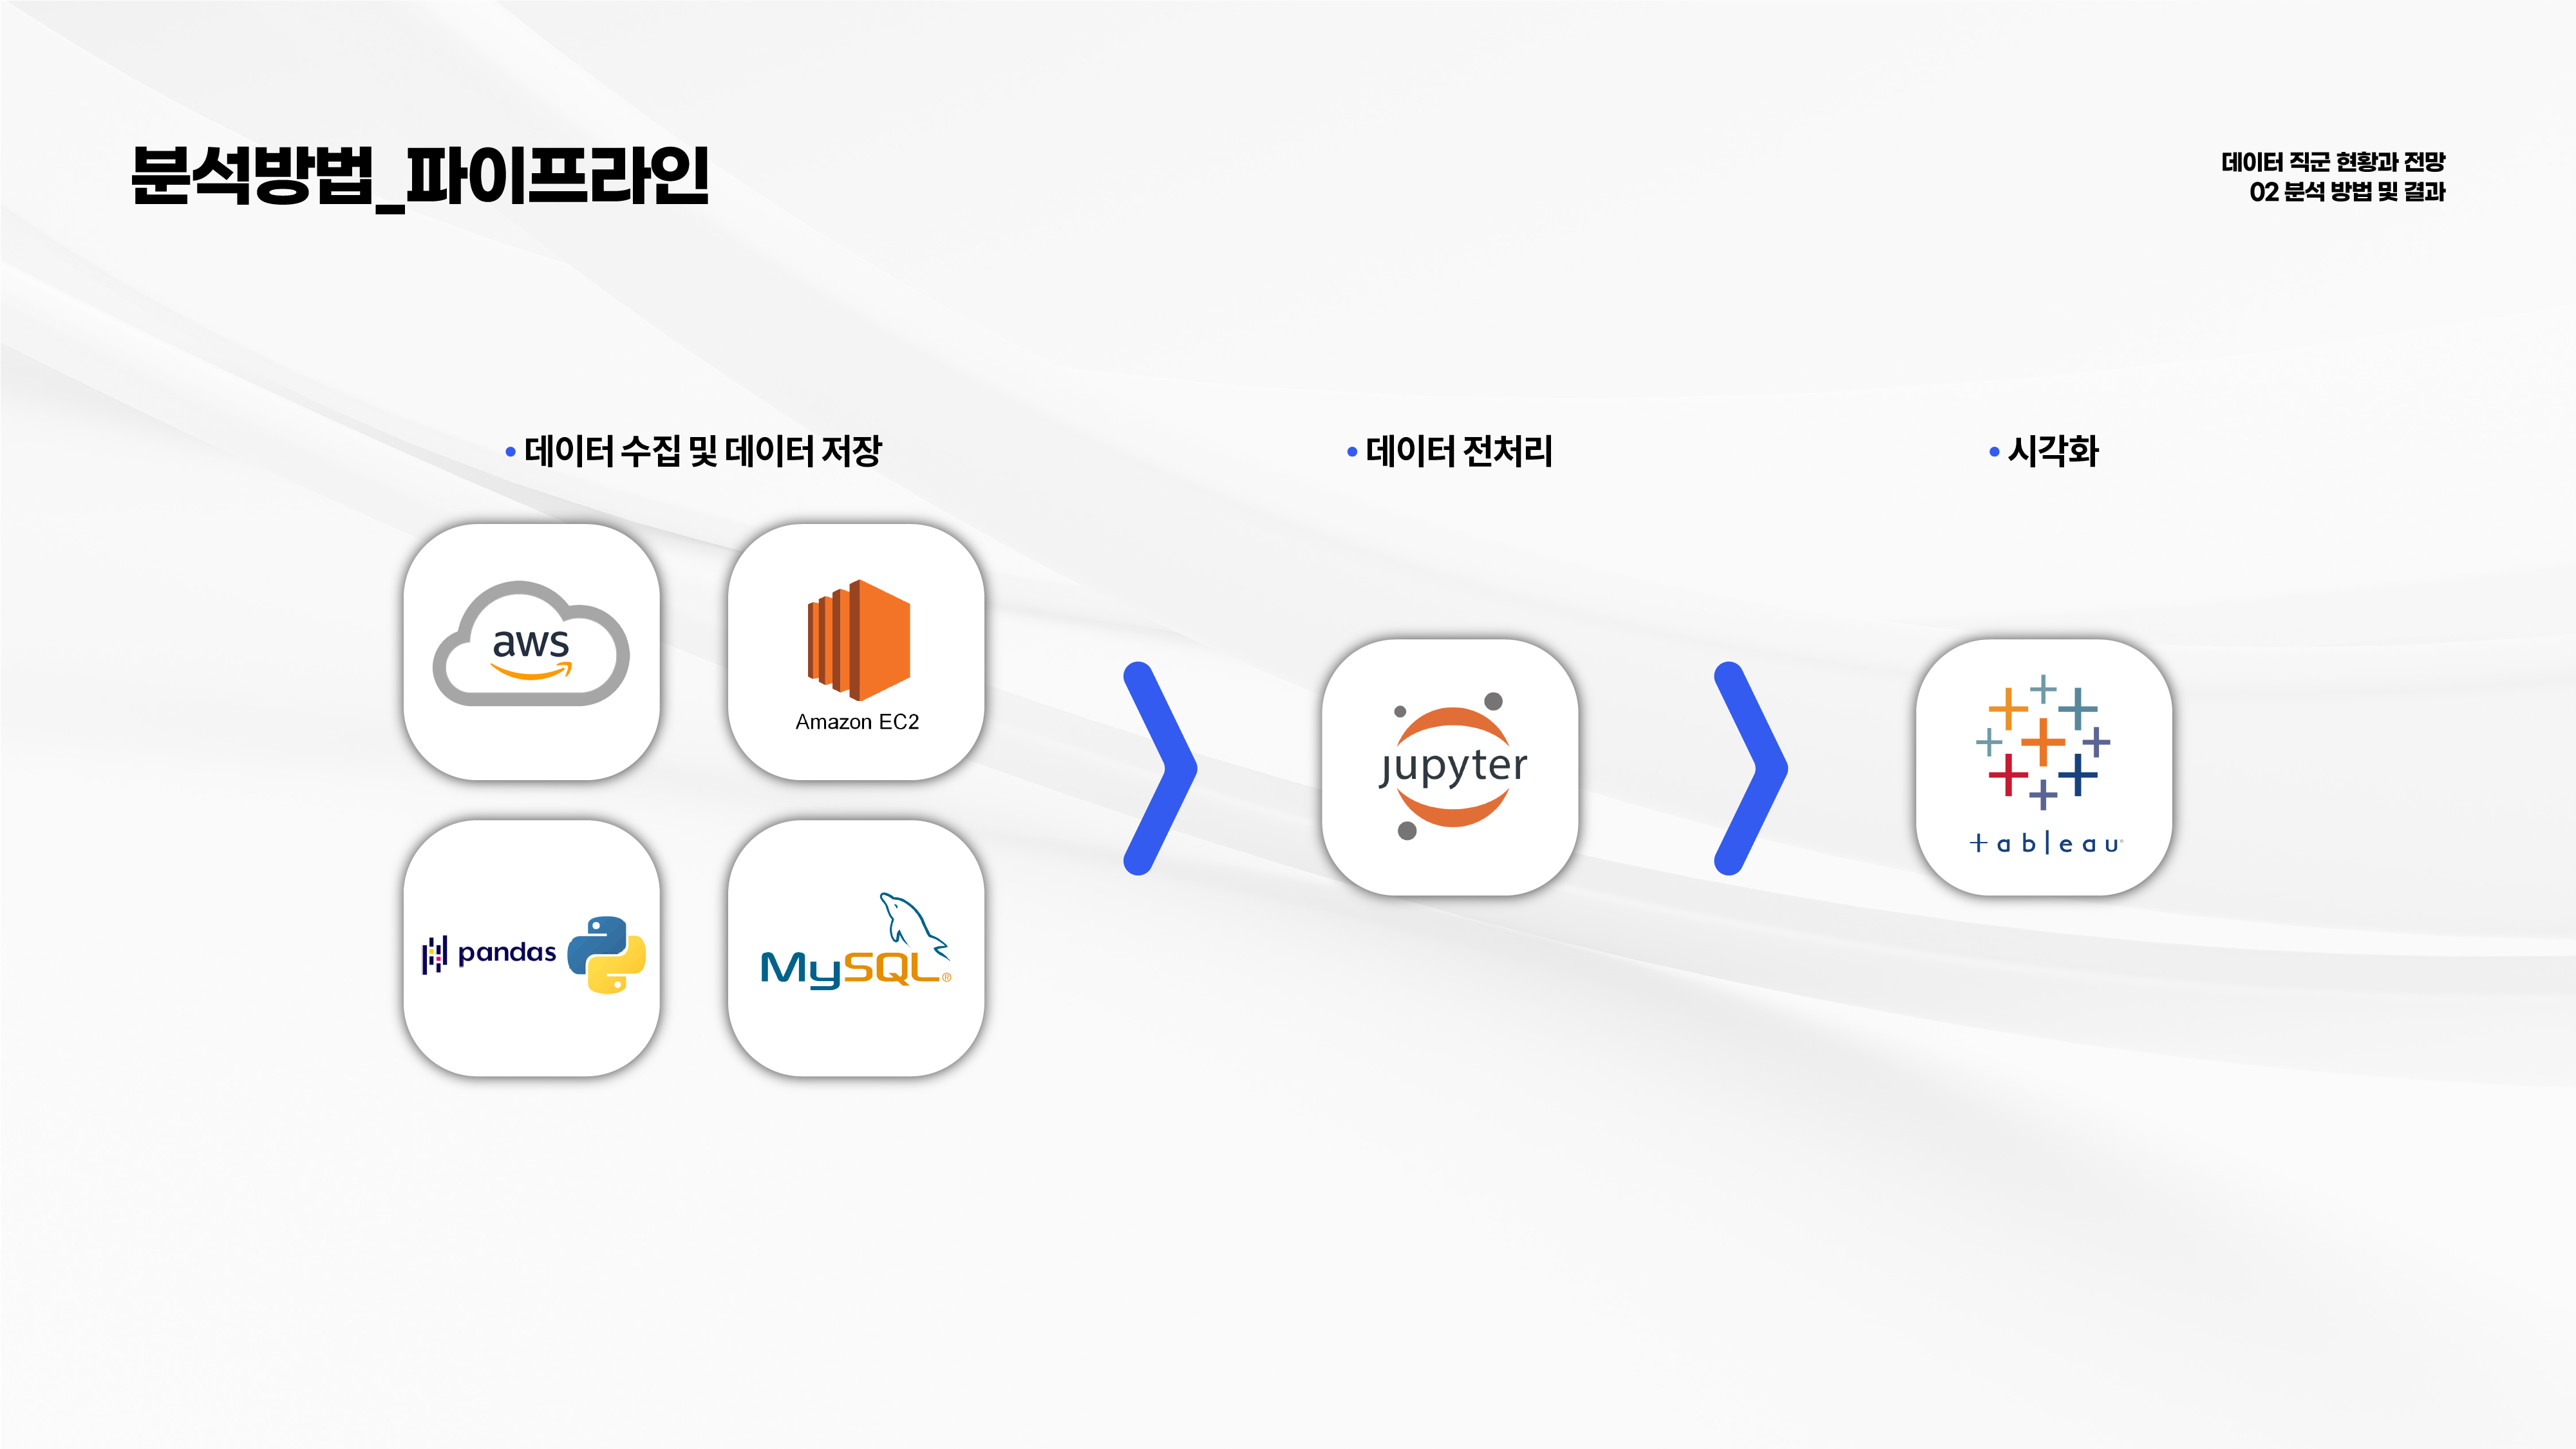 분석방법_파이프라인
데이터 직군 현황과 전망
02 분석 방법 및 결과
• 데이터 수집 및 데이터 저장
aws
Amazon EC2
pandas
MySQL®
• 데이터 전처리
jupyter
• 시각화
+ableau